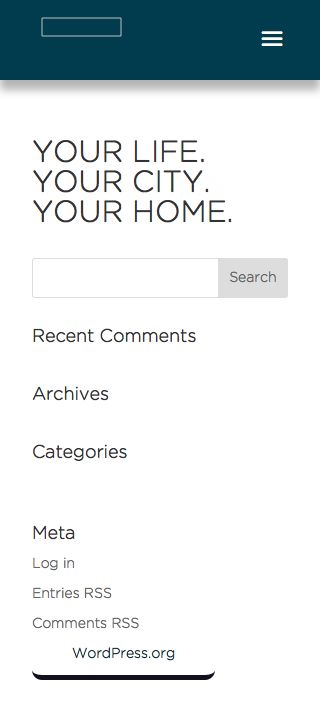 YOUR LIFE.
YOUR CITY.
YOUR HOME.
Search
Recent Comments
Archives
Categories
Meta
Log in
Entries RSS
Comments RSS
WordPress.org